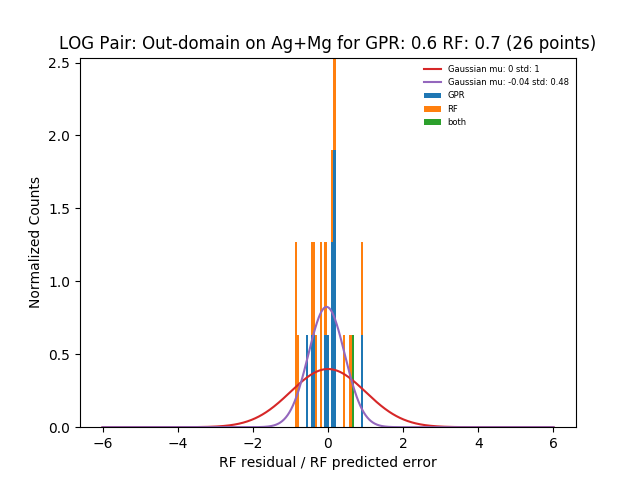 LOG Pair: Out-domain on Ag+Mg for GPR: 0.6 RF: 0.7 (26 points)
Gaussian mu: 0 std: 1
Gaussian mu: -0.04 std: 0.48
GPR
RF
both
Normalized Counts
2.5
2.0
1.5
1.0
0.5
0.0
−6
−4
−2
0
2
4
6
RF residual / RF predicted error